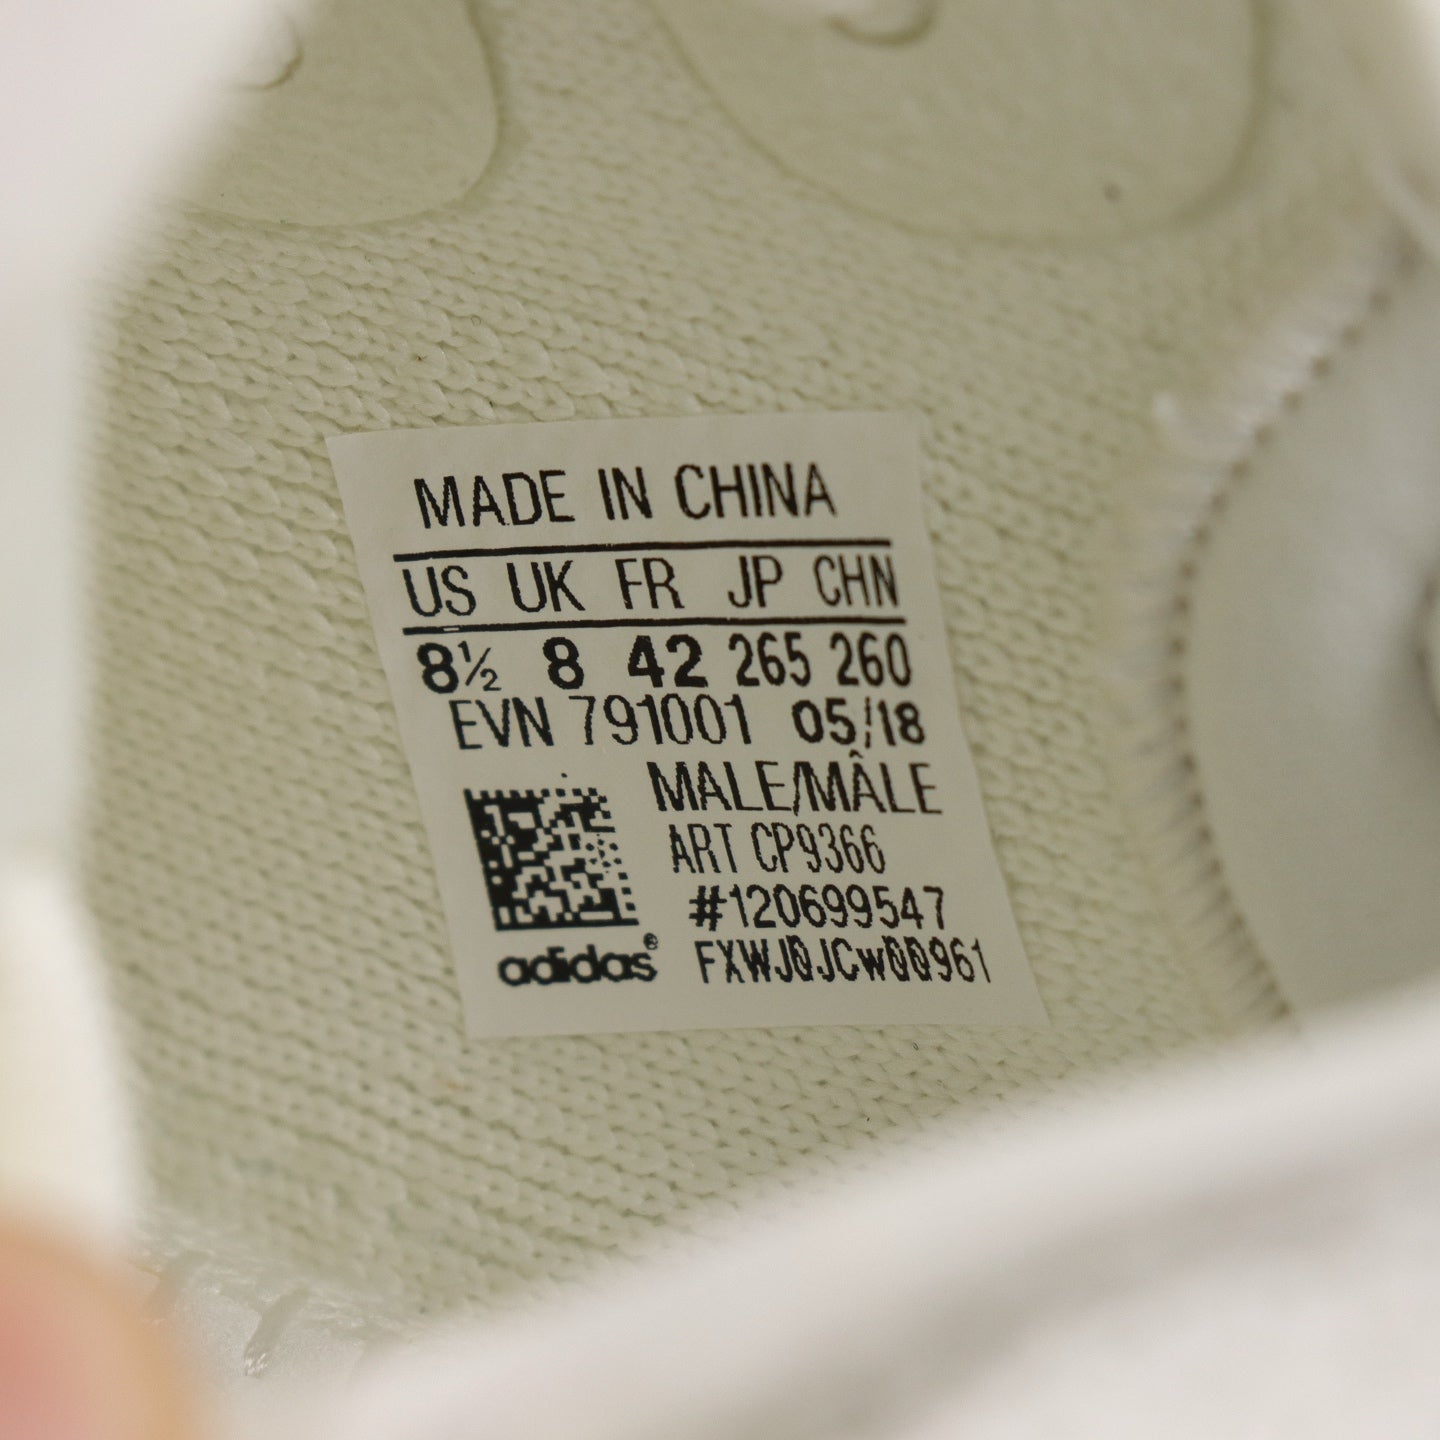 MADE IN CHINA
US UK FR JP CHN
8½ 8 42 265 260
EVN 791001 05/18
MALE/MÂLE
ART CP9366
#120699547
adidas® FXWJ0JCW00961